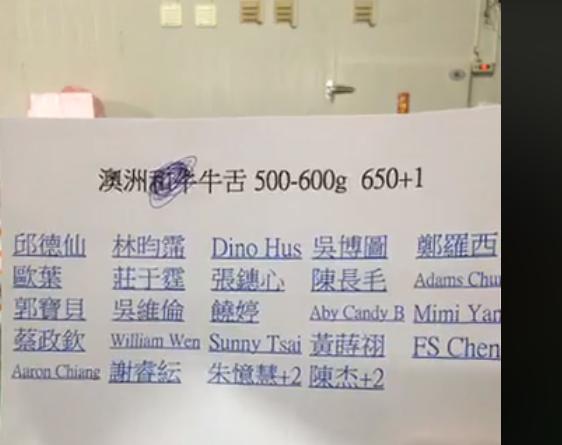 澳洲和牛牛舌 500-600g 650+1
邱德仙 林昀霈 Dino Hus 吳博圖 鄭羅西
歐葉 莊于霆 張鏸心 陳長毛 Adams Chu
郭寶貝 吳維倫 饒婷 Aby Candy B Mimi Yan
蔡政欽 William Wen Sunny Tsai 黃蒔栩 FS Chen
Aaron Chiang 謝睿紜 朱憶慧+2 陳杰+2